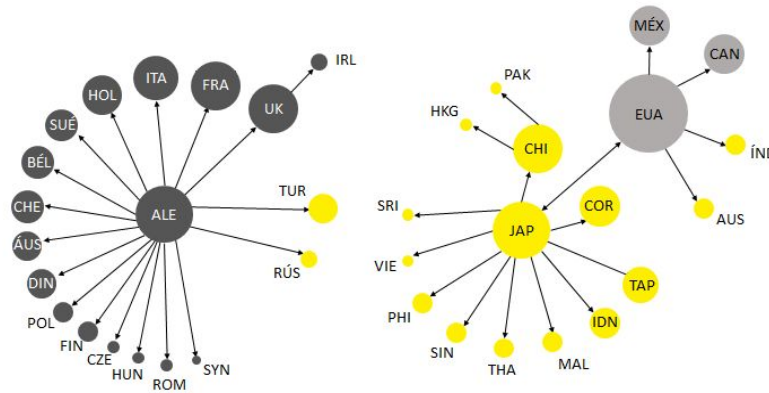 MÉX
IRL
ITA
FRA
CAN
HOL
PAK
UK
HKG
EUA
SUÉ
CHI
ÍND
BÉL
TUR
CHE
ALE
SRI
COR
AUS
JAP
ÁUS
RÚS
VIE
DIN
TAP
POL
PHI
IDN
FIN
SIN
CZE
THA
MAL
HUN
ROM
SYN